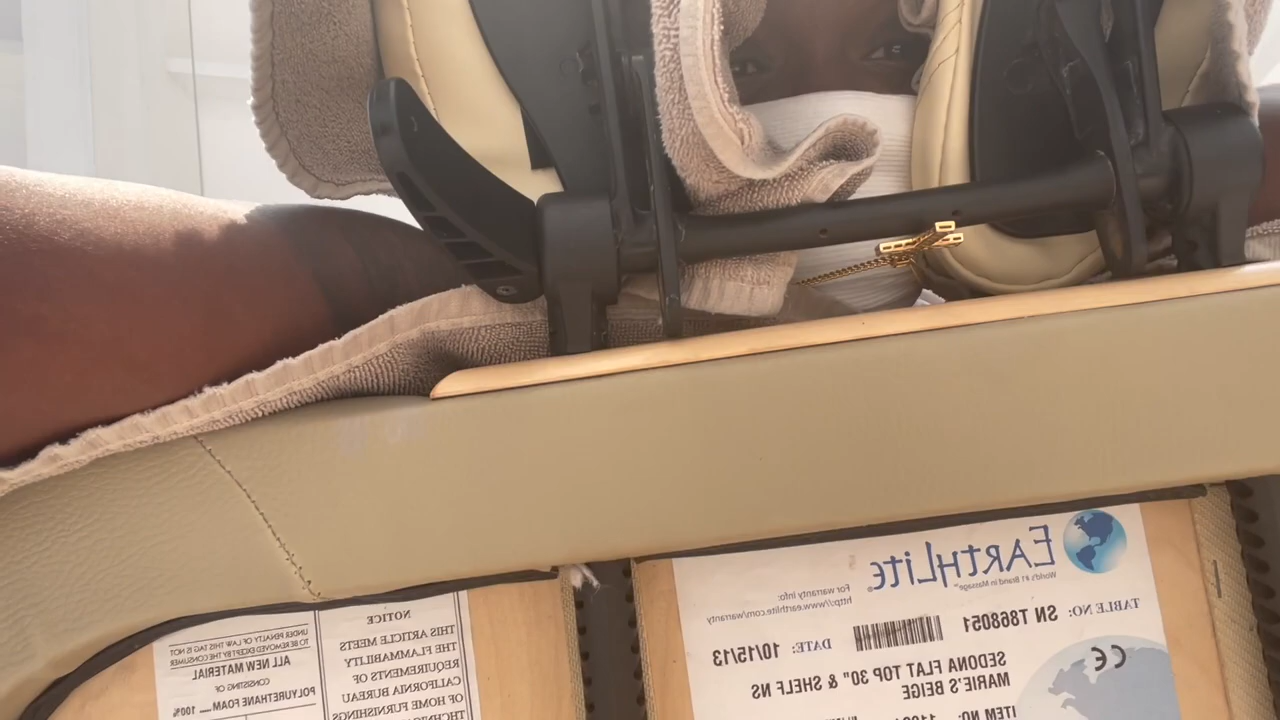 NOTICE
THIS ARTICLE MEETS
THE FLAMMABILITY
REQUIREMENTS OF
CALIFORNIA BUREAU
OF HOME FURNISHINGS
UNDER PENALTY OF LAW THIS TAG IS NOT
TO BE REMOVED EXCEPT BY THE CONSUMER
ALL NEW MATERIAL
CONSISTING OF
POLYURETHANE FOAM 100%
EARTHLITE
World's #1 Brand in Massage™
For warranty info:
http://www.earthlite.com/warranty
TABLE NO: SN T868051
DATE: 10/15/13
SEDONA FLAT TOP 30" & SHELF NS
MARIE'S BEIGE
CE
ITEM NO: